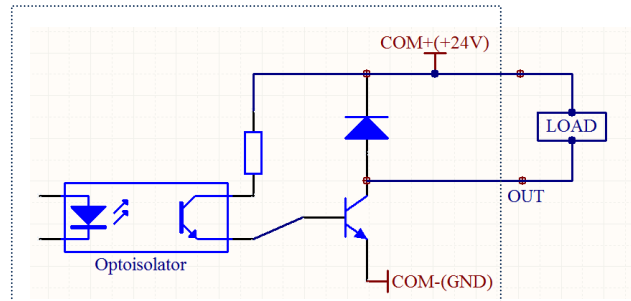 COM+(+24V)
LOAD
OUT
Optoisolator
COM-(GND)